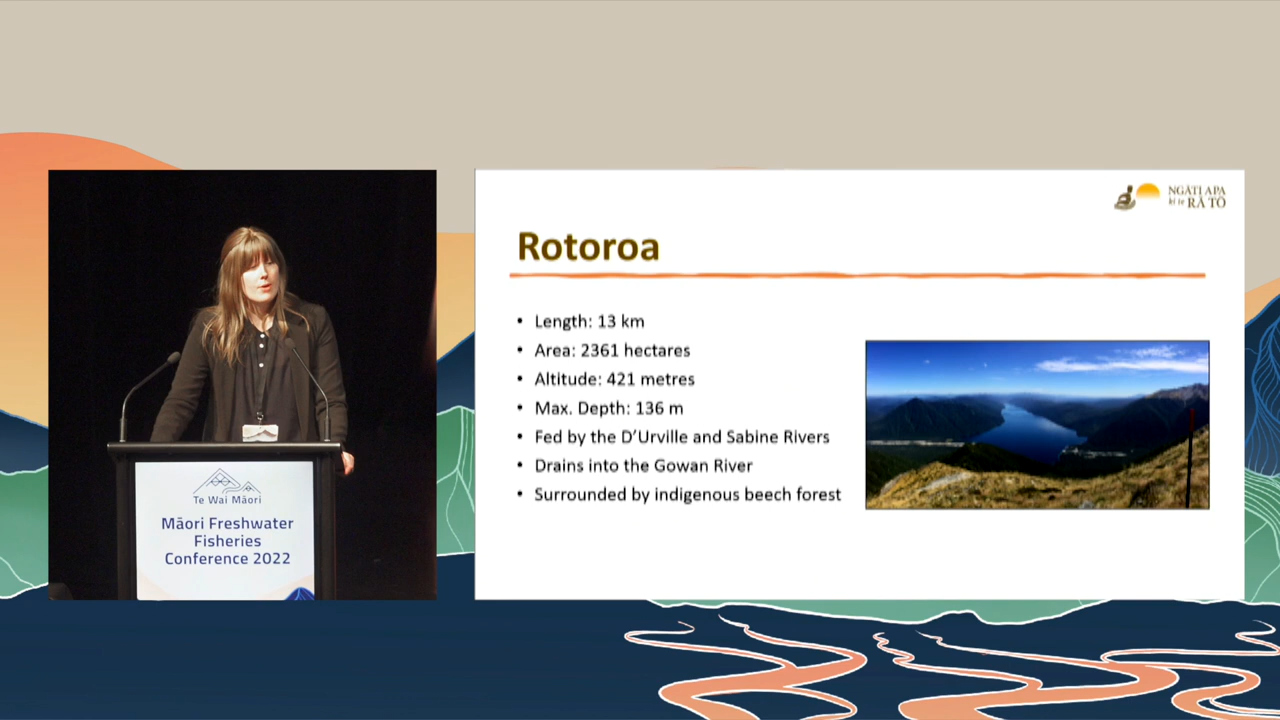 Te Wai Māori
Māori Freshwater
Fisheries
Conference 2022
NGĀTI APA
ki te RĀ TŌ
Rotoroa
• Length: 13 km
• Area: 2361 hectares
• Altitude: 421 metres
• Max. Depth: 136 m
• Fed by the D’Urville and Sabine Rivers
• Drains into the Gowan River
• Surrounded by indigenous beech forest